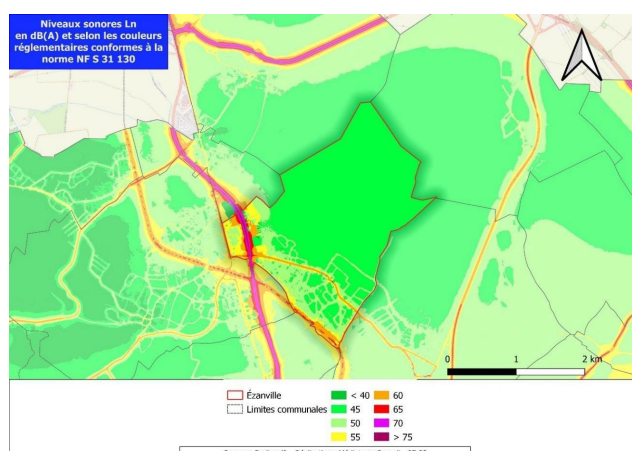 Niveaux sonores Ln
en dB(A) et selon les couleurs
réglementaires conformes à la
norme NF S 31 130
0 1 2 km
Ézanville
Limites communales
< 40
45
50
55
60
65
70
> 75